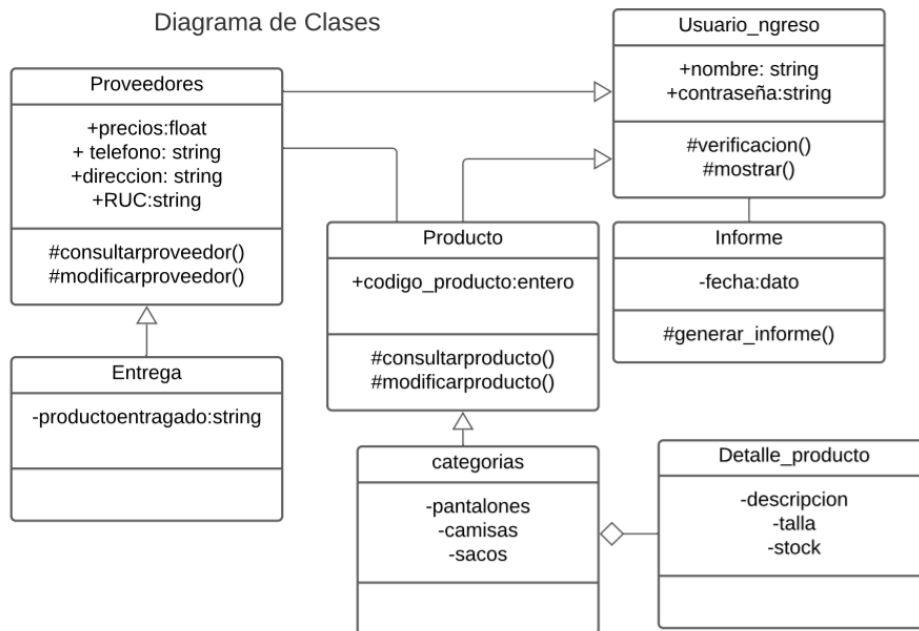 Diagrama de Clases
Proveedores
+precios:float
+ telefono: string
+direccion: string
+RUC:string
#consultarproveedor()
#modificarproveedor()
Usuario_ngreso
+nombre: string
+contraseña:string
#verificacion()
#mostrar()
Producto
+codigo_producto:entero
#consultarproducto()
#modificarproducto()
Informe
-fecha:dato
#generar_informe()
Entrega
-productoentragado:string
categorias
-pantalones
-camisas
-sacos
Detalle_producto
-descripcion
-talla
-stock